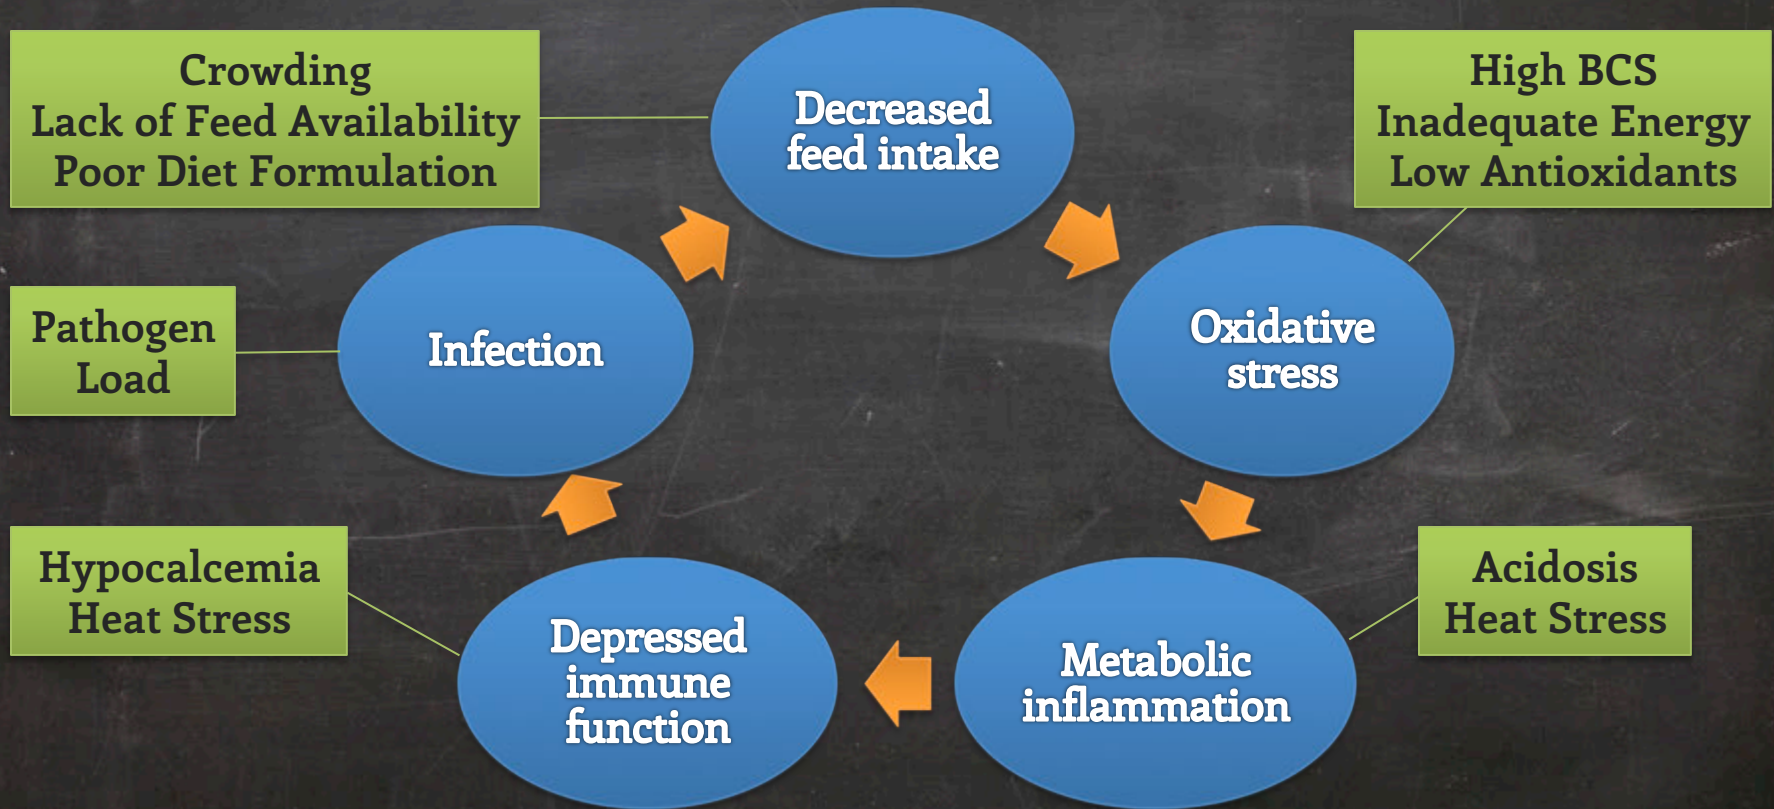 Crowding
Lack of Feed Availability
Poor Diet Formulation
Decreased
feed intake
High BCS
Inadequate Energy
Low Antioxidants
Pathogen
Load
Infection
Oxidative
stress
Hypocalcemia
Heat Stress
Depressed
immune
function
Metabolic
inflammation
Acidosis
Heat Stress